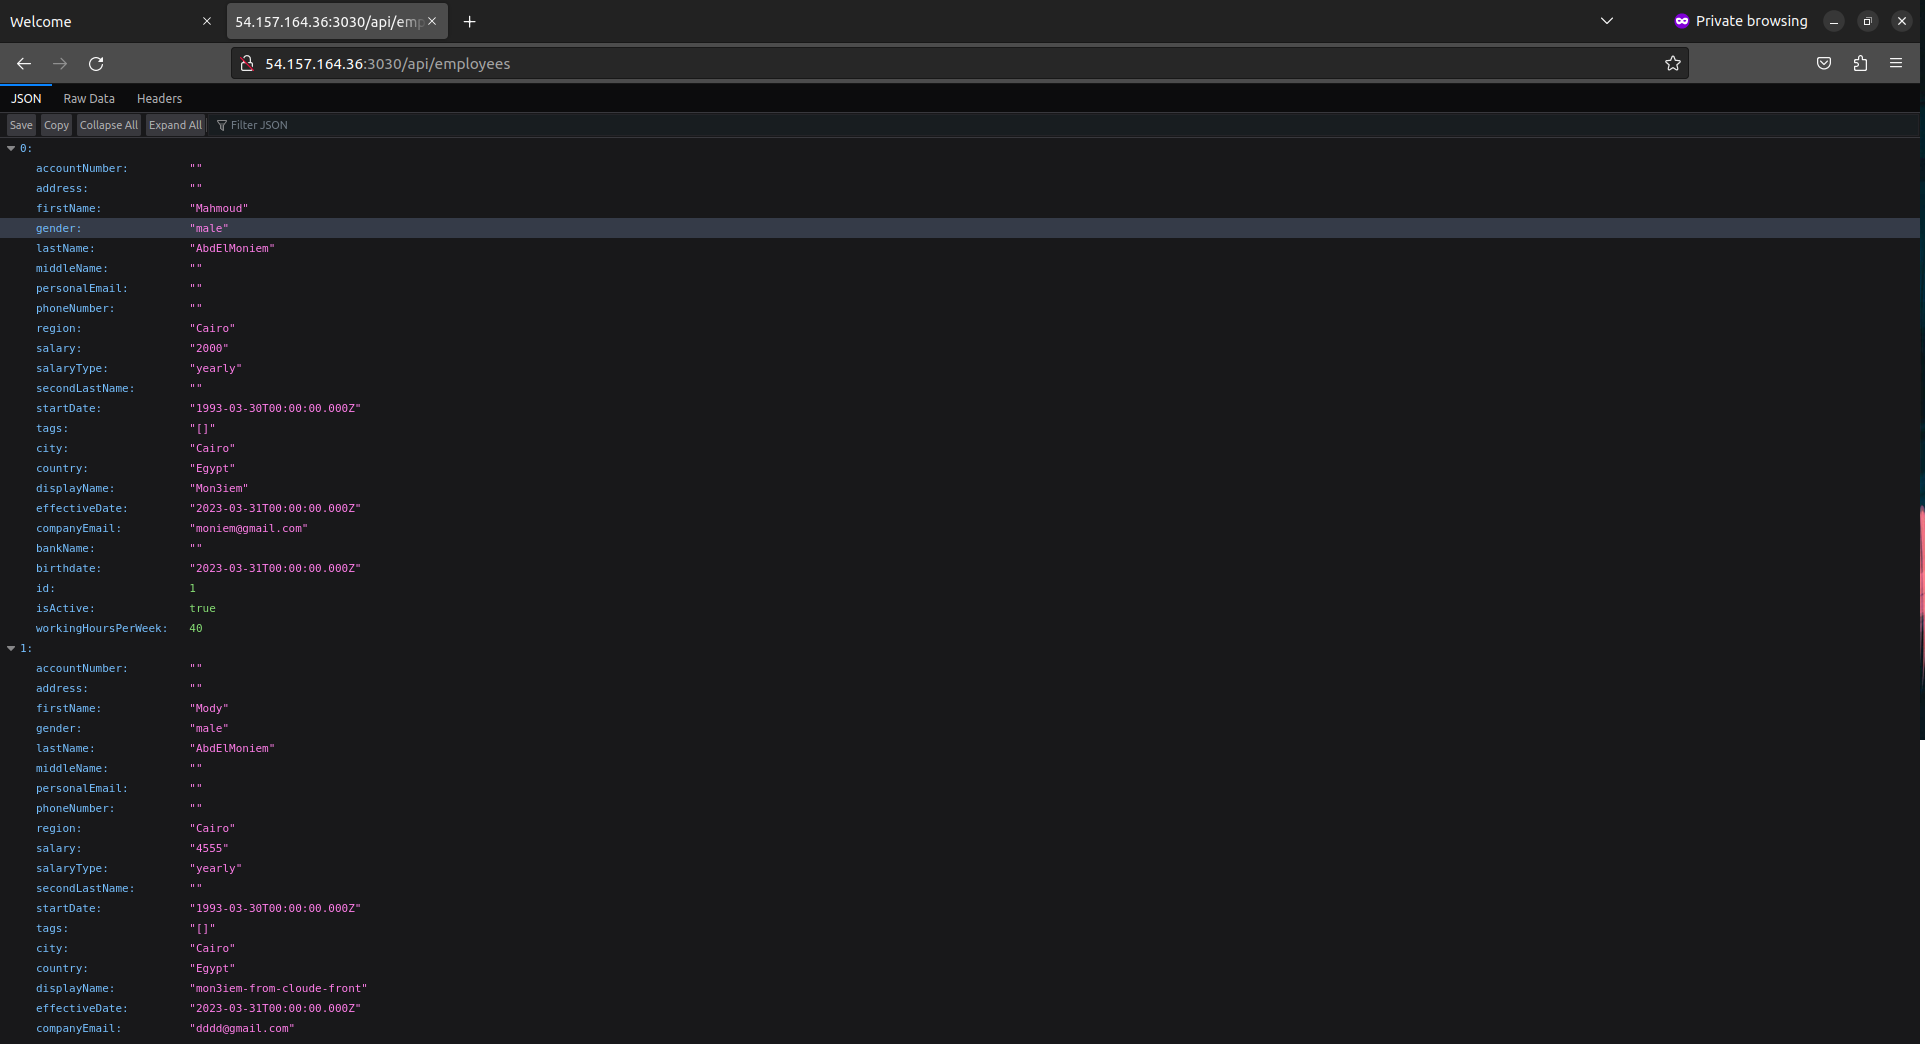 Welcome
54.157.164.36:3030/api/emp
Private browsing
54.157.164.36:3030/api/employees
JSON Raw Data Headers
Save Copy Collapse All Expand All Filter JSON
0:
accountNumber: ""
address: ""
firstName: "Mahmoud"
gender: "male"
lastName: "AbdElMoniem"
middleName: ""
personalEmail: ""
phoneNumber: ""
region: "Cairo"
salary: "2000"
salaryType: "yearly"
secondLastName: ""
startDate: "1993-03-30T00:00:00.000Z"
tags: "[]"
city: "Cairo"
country: "Egypt"
displayName: "Mon3iem"
effectiveDate: "2023-03-31T00:00:00.000Z"
companyEmail: "moniem@gmail.com"
bankName: ""
birthdate: "2023-03-31T00:00:00.000Z"
id: 1
isActive: true
workingHoursPerWeek: 40
1:
accountNumber: ""
address: ""
firstName: "Mody"
gender: "male"
lastName: "AbdElMoniem"
middleName: ""
personalEmail: ""
phoneNumber: ""
region: "Cairo"
salary: "4555"
salaryType: "yearly"
secondLastName: ""
startDate: "1993-03-30T00:00:00.000Z"
tags: "[]"
city: "Cairo"
country: "Egypt"
displayName: "mon3iem-from-cloude-front"
effectiveDate: "2023-03-31T00:00:00.000Z"
companyEmail: "dddd@gmail.com"